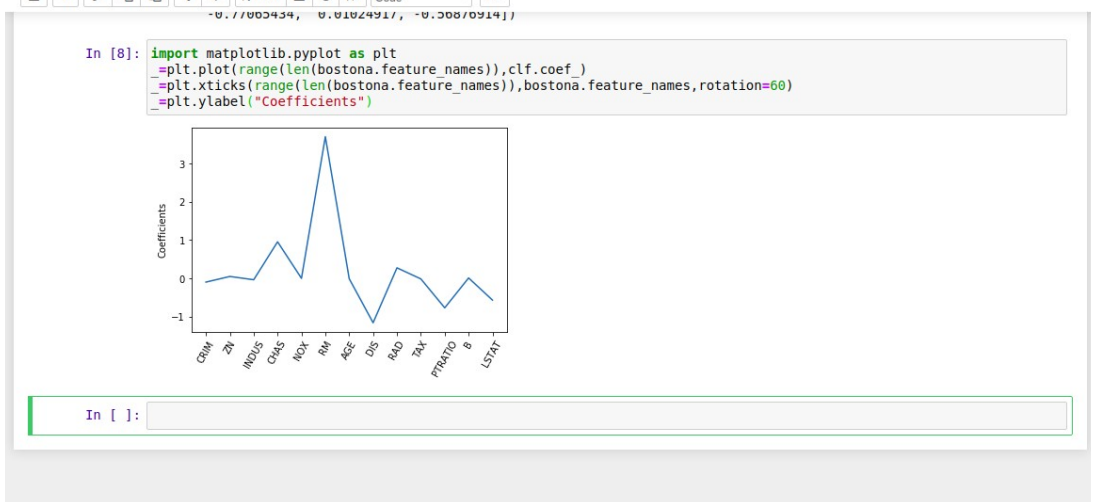 -0.77065434,  0.01024917, -0.56876914])
In [8]: import matplotlib.pyplot as plt
_=plt.plot(range(len(bostona.feature_names)),clf.coef_)
_=plt.xticks(range(len(bostona.feature_names)),bostona.feature_names,rotation=60)
_=plt.ylabel("Coefficients")
3
2
1
0
−1
Coefficients
CRIM ZN INDUS CHAS NOX RM AGE DIS RAD TAX PTRATIO B LSTAT
In [ ]: